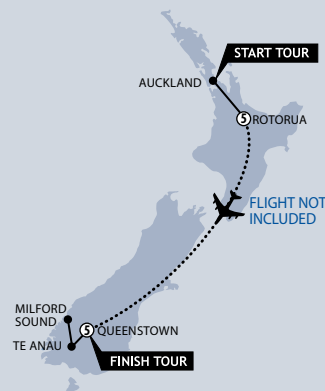 START TOUR
AUCKLAND
5
ROTORUA
FLIGHT NOT
INCLUDED
MILFORD
SOUND
5
QUEENSTOWN
TE ANAU
FINISH TOUR